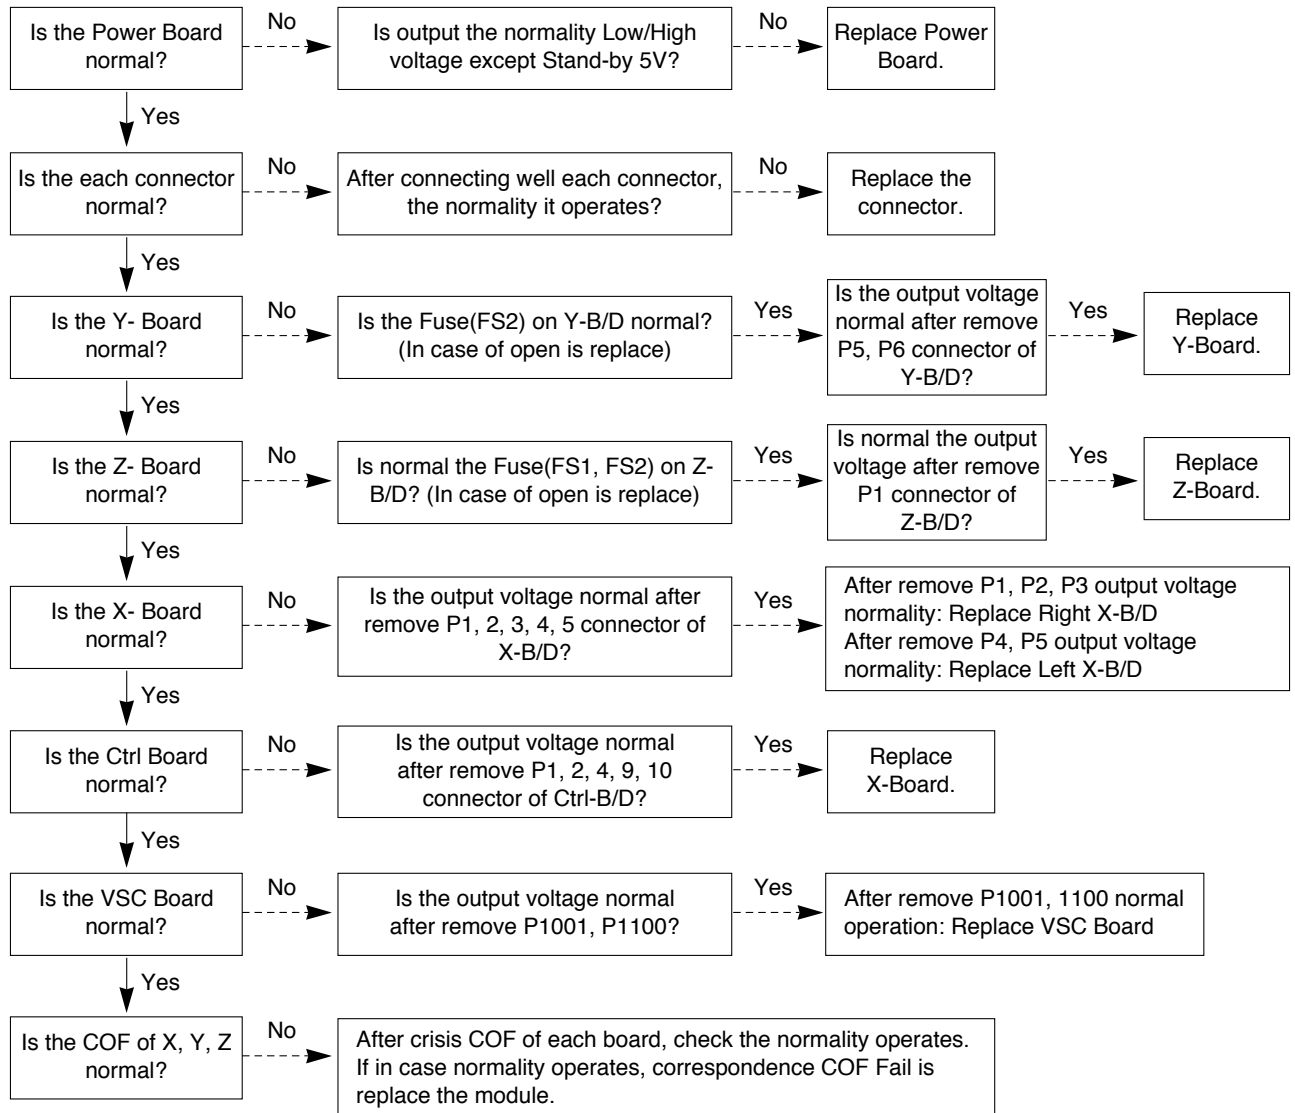 Is the Power Board
normal?
No
Is output the normality Low/High
voltage except Stand-by 5V?
No
Replace Power
Board.
Yes
Is the each connector
normal?
No
After connecting well each connector,
the normality it operates?
No
Replace the
connector.
Yes
Is the Y- Board
normal?
No
Is the Fuse(FS2) on Y-B/D normal?
(In case of open is replace)
Yes
Is the output voltage
normal after remove
P5, P6 connector of
Y-B/D?
Yes
Replace
Y-Board.
Yes
Is the Z- Board
normal?
No
Is normal the Fuse(FS1, FS2) on Z-
B/D? (In case of open is replace)
Yes
Is normal the output
voltage after remove
P1 connector of
Z-B/D?
Yes
Replace
Z-Board.
Yes
Is the X- Board
normal?
No
Is the output voltage normal after
remove P1, 2, 3, 4, 5 connector of
X-B/D?
Yes
After remove P1, P2, P3 output voltage
normality: Replace Right X-B/D
After remove P4, P5 output voltage
normality: Replace Left X-B/D
Yes
Is the Ctrl Board
normal?
No
Is the output voltage normal
after remove P1, 2, 4, 9, 10
connector of Ctrl-B/D?
Yes
Replace
X-Board.
Yes
Is the VSC Board
normal?
No
Is the output voltage normal
after remove P1001, P1100?
Yes
After remove P1001, 1100 normal
operation: Replace VSC Board
Yes
Is the COF of X, Y, Z
normal?
No
After crisis COF of each board, check the normality operates.
If in case normality operates, correspondence COF Fail is
replace the module.